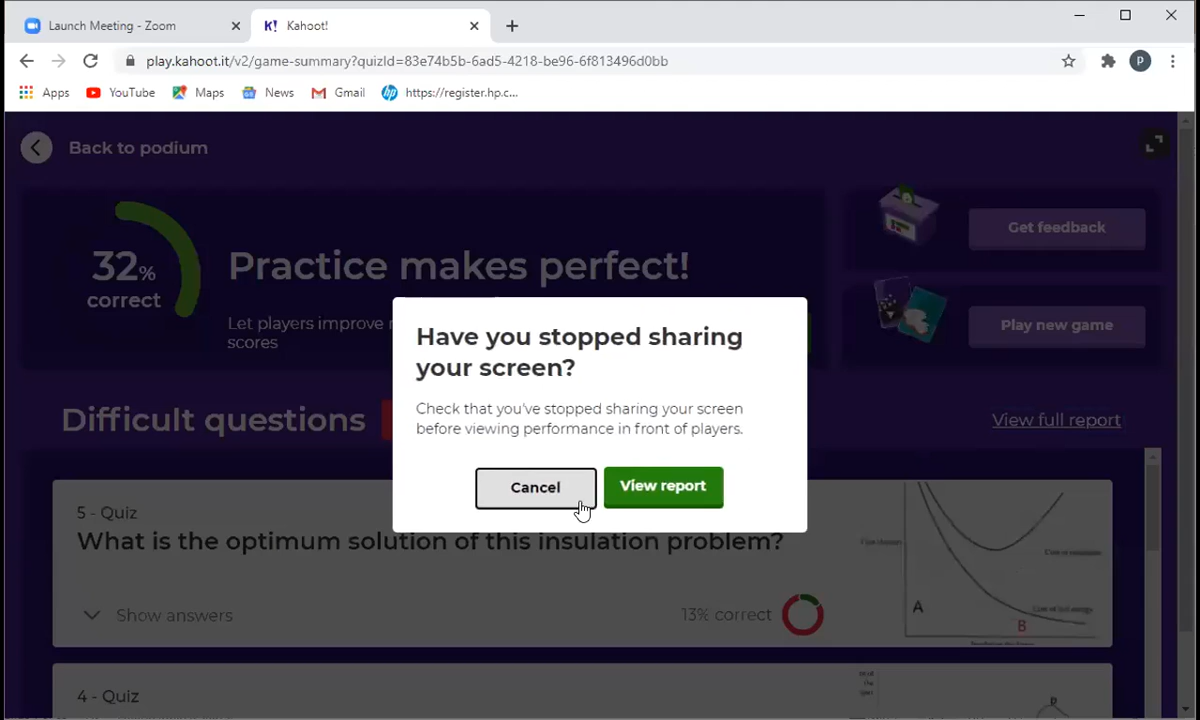 Launch Meeting - Zoom
K! Kahoot!
play.kahoot.it/v2/game-summary?quizId=83e74b5b-6ad5-4218-be96-6f813496d0bb
P
Apps
YouTube
Maps
News
Gmail
https://register.hp.c...
Back to podium
32%
correct
Practice makes perfect!
Let players improve
scores
Get feedback
Play new game
Have you stopped sharing
your screen?
Check that you've stopped sharing your screen
before viewing performance in front of players.
Cancel
View report
Difficult questions
View full report
5 - Quiz
What is the optimum solution of this insulation problem?
Show answers
13% correct
A
B
4 - Quiz